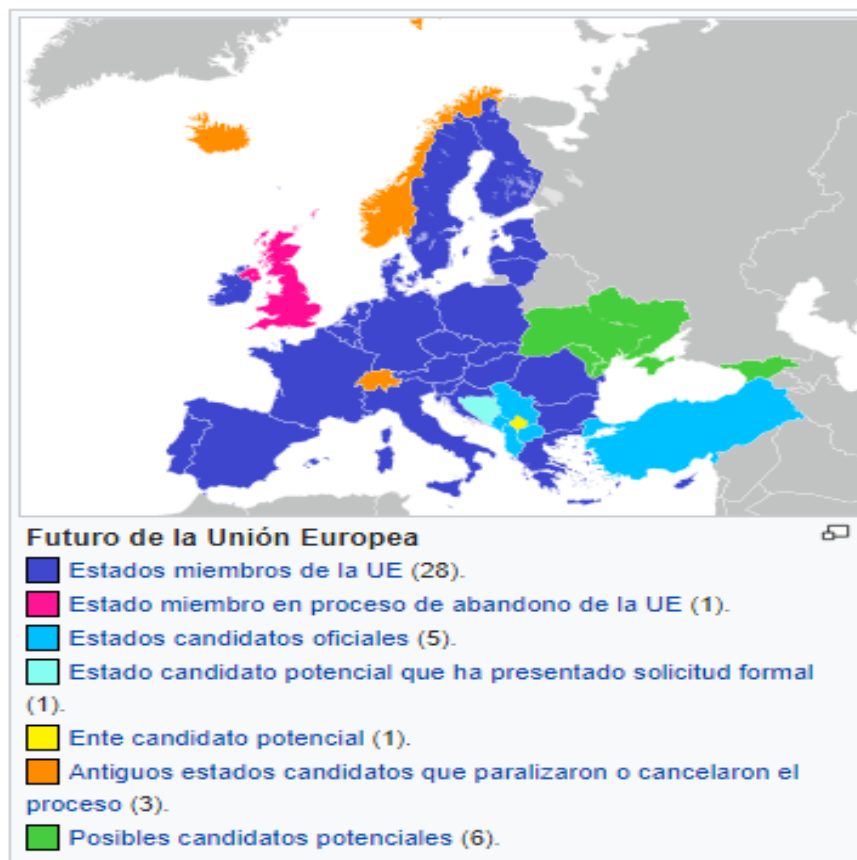 Futuro de la Unión Europea
Estados miembros de la UE (28).
Estado miembro en proceso de abandono de la UE (1).
Estados candidatos oficiales (5).
Estado candidato potencial que ha presentado solicitud formal
(1).
Ente candidato potencial (1).
Antiguos estados candidatos que paralizaron o cancelaron el
proceso (3).
Posibles candidatos potenciales (6).